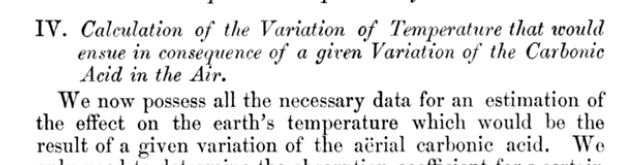 IV. Calculation of the Variation of Temperature that would
ensue in consequence of a given Variation of the Carbonic
Acid in the Air.
We now possess all the necessary data for an estimation of
the effect on the earth's temperature which would be the
result of a given variation of the aërial carbonic acid. We